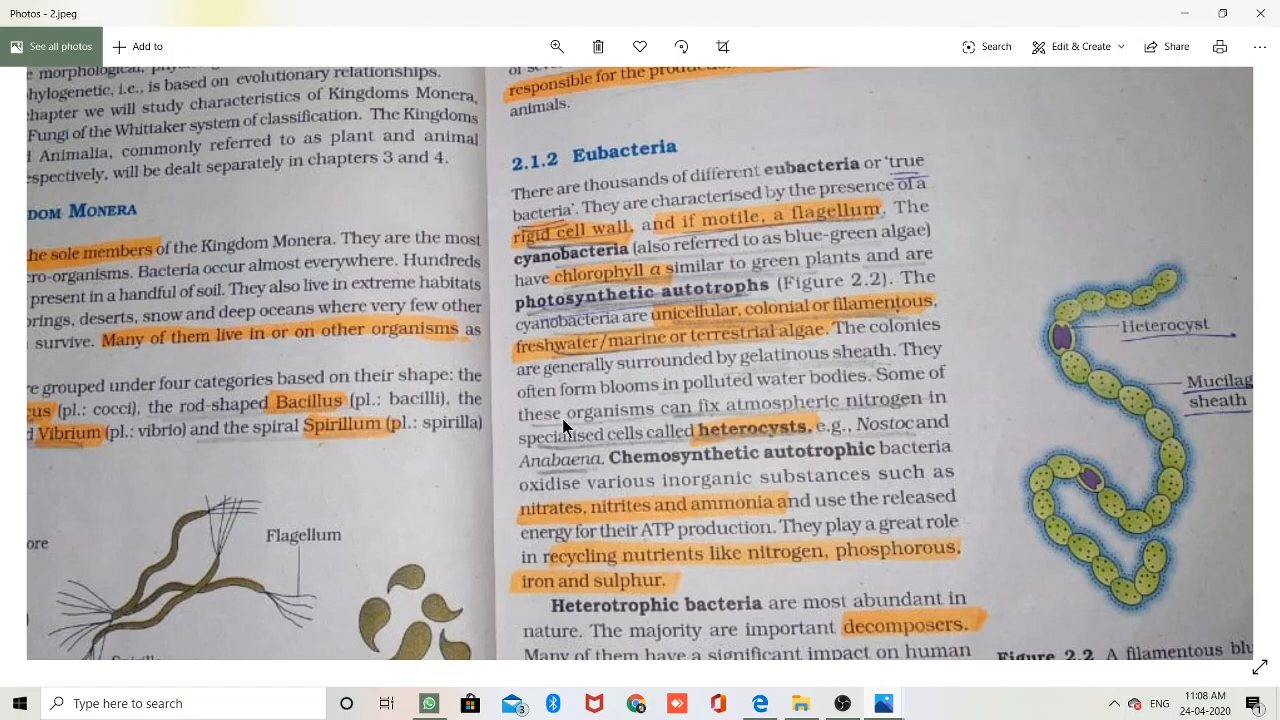 Photos - 2.jpeg
See all photos
Add to
Search
Edit & Create
Share
hylogenetic, i.e., is based on evolutionary relationships.
chapter we will study characteristics of Kingdoms Monera,
Fungi of the Whittaker system of classification. The Kingdoms
Animalia, commonly referred to as plant and animal
espectively, will be dealt separately in chapters 3 and 4.
DOM MONERA
he sole members of the Kingdom Monera. They are the most
ro-organisms. Bacteria occur almost everywhere. Hundreds
present in a handful of soil. They also live in extreme habitats
rings, deserts, snow and deep oceans where very few other
survive. Many of them live in or on other organisms as
re grouped under four categories based on their shape: the
cus (pl.: cocci), the rod-shaped Bacillus (pl.: bacilli), the
d Vibrium (pl.: vibrio) and the spiral Spirillum (pl.: spirilla)
ore
Flagellum
responsible for the
animals.
2.1.2 Eubacteria
There are thousands of different eubacteria or 'true
bacteria'. They are characterised by the presence of a
rigid cell wall, and if motile, a flagellum. The
cyanobacteria (also referred to as blue-green algae)
have chlorophyll a similar to green plants and are
photosynthetic autotrophs (Figure 2.2). The
cyanobacteria are unicellular, colonial or filamentous,
freshwater/marine or terrestrial algae. The colonies
are generally surrounded by gelatinous sheath. They
often form blooms in polluted water bodies. Some of
these organisms can fix atmospheric nitrogen in
specialised cells called heterocysts, e.g., Nostoc and
Anabaena. Chemosynthetic autotrophic bacteria
oxidise various inorganic substances such as
nitrates, nitrites and ammonia and use the released
energy for their ATP production. They play a great role
in recycling nutrients like nitrogen, phosphorous,
iron and sulphur.
Heterotrophic bacteria are most abundant in
nature. The majority are important decomposers.
Many of them have a significant impact on human
Heterocyst
Mucilag
sheath
Figure 2.2 A filamentous blu
Type here to search
3
ENG
11:08 AM
24-04-2020
1